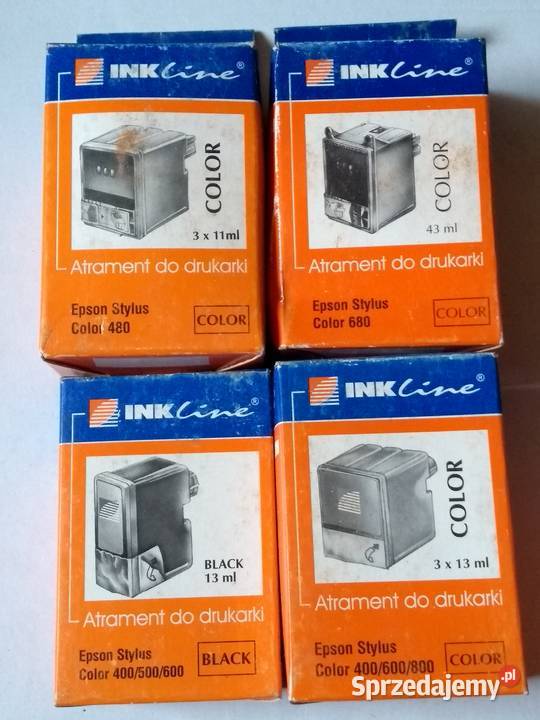 INKLine®
COLOR
3 x 11ml
Atrament do drukarki
Epson Stylus
Color 480
COLOR
INKLine®
COLOR
43 ml
Atrament do drukarki
Epson Stylus
Color 680
COLOR
INKLine®
BLACK
13 ml
Atrament do drukarki
Epson Stylus
Color 400/500/600
BLACK
INKLine®
COLOR
3 x 13 ml
Atrament do drukarki
Epson Stylus
Color 400/600/800
COLOR
Sprzedajemy.pl